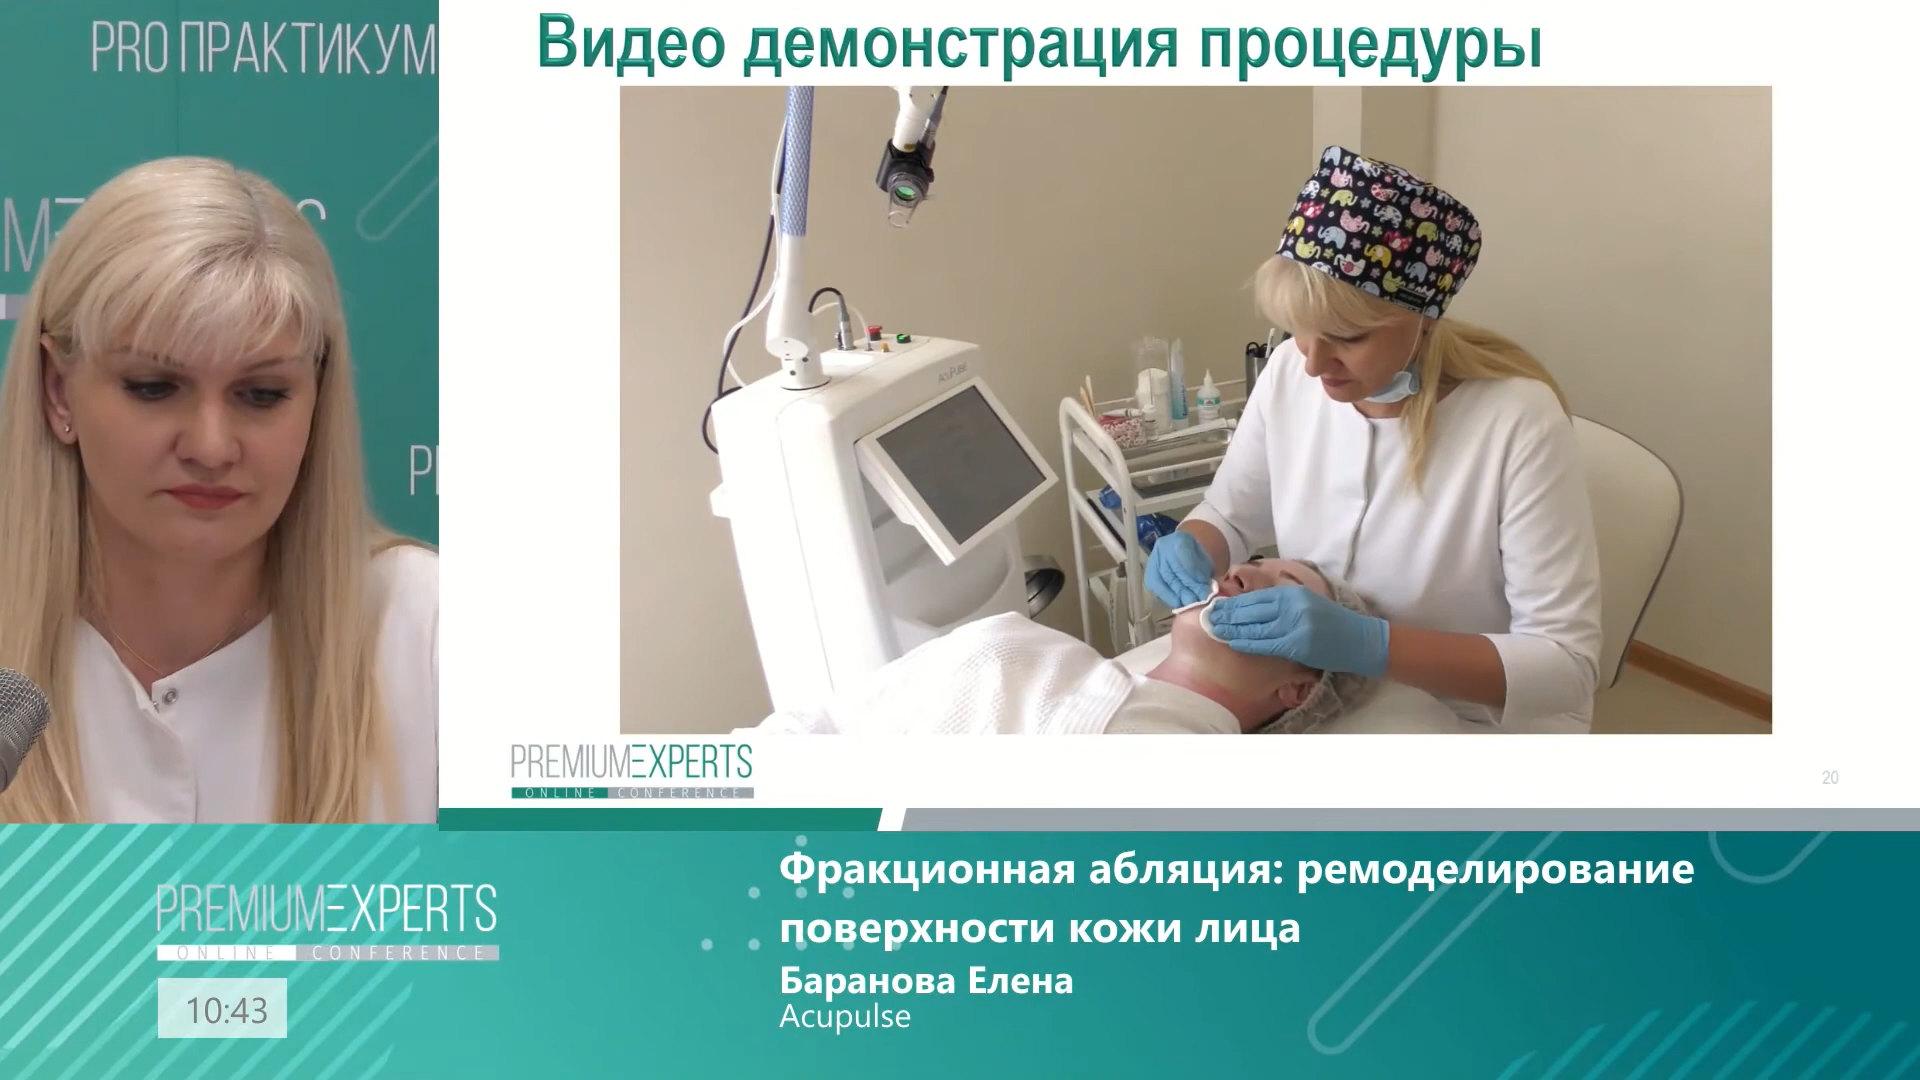 PRO ПРАКТИКУМ
Видео демонстрация процедуры
AcuPulse
PREMIUMEXPERTS
ONLINE CONFERENCE
20
PREMIUMEXPERTS
ONLINE CONFERENCE
10:43
Фракционная абляция: ремоделирование
поверхности кожи лица
Баранова Елена
Acupulse